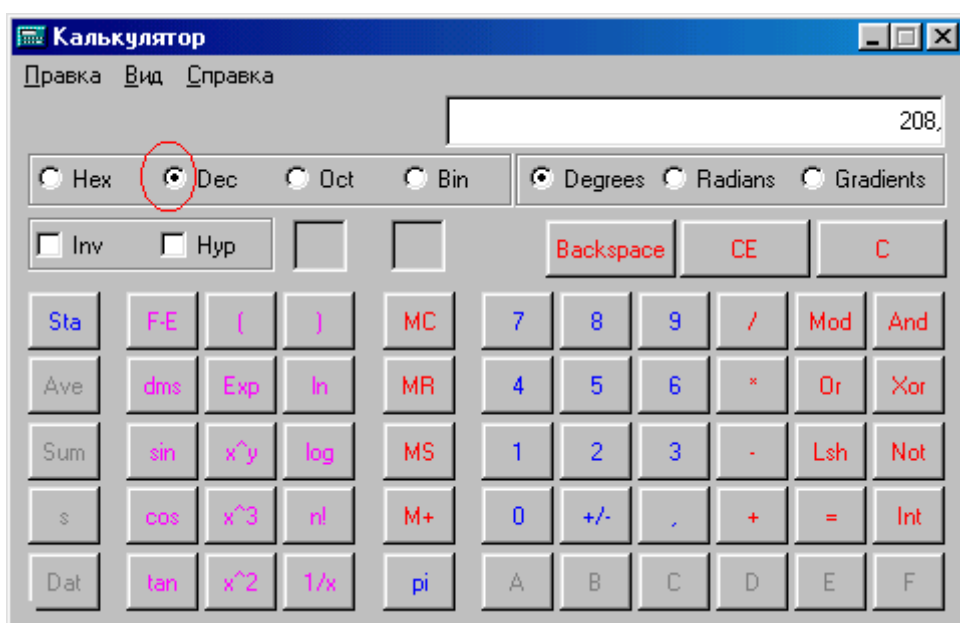 Калькулятор
Правка Вид Справка
208,
Hex Dec Oct Bin Degrees Radians Gradients
Inv Hyp Backspace CE C
Sta F-E ( ) MC 7 8 9 / Mod And
Ave dms Exp ln MR 4 5 6 * Or Xor
Sum sin x^y log MS 1 2 3 - Lsh Not
s cos x^3 n! M+ 0 +/- , + = Int
Dat tan x^2 1/x pi A B C D E F